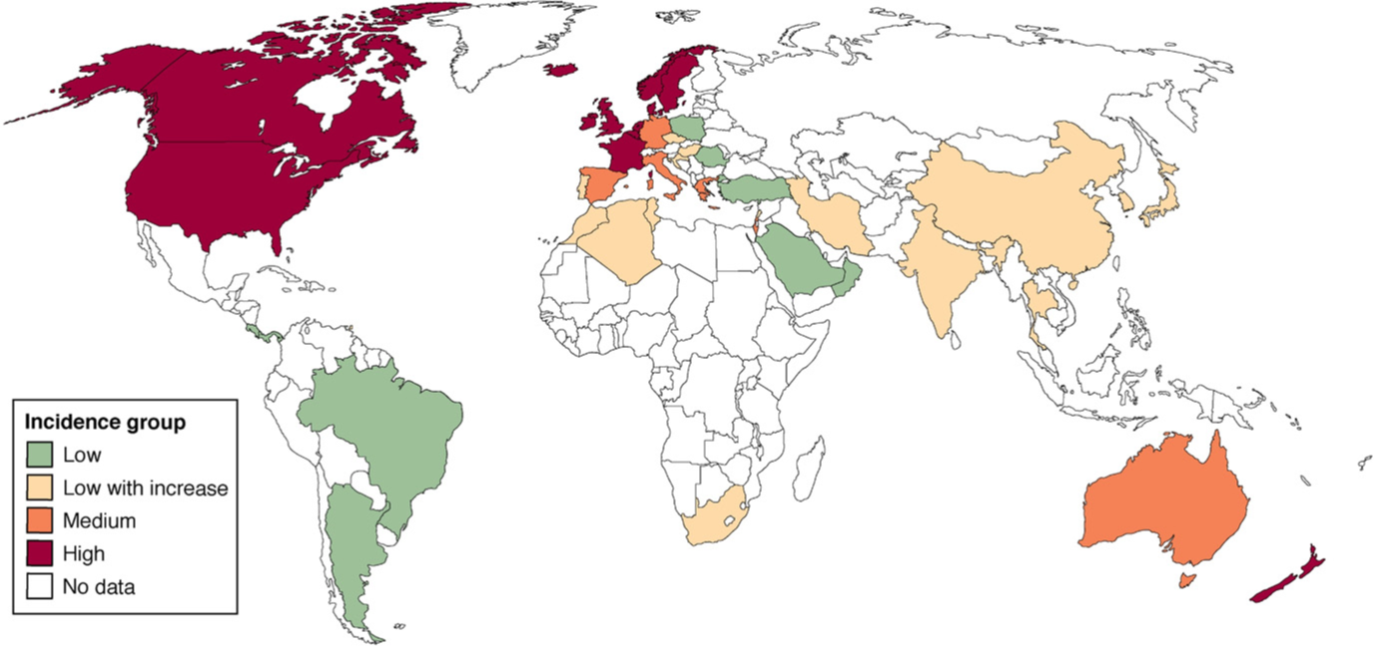 Incidence group
Low
Low with increase
Medium
High
No data